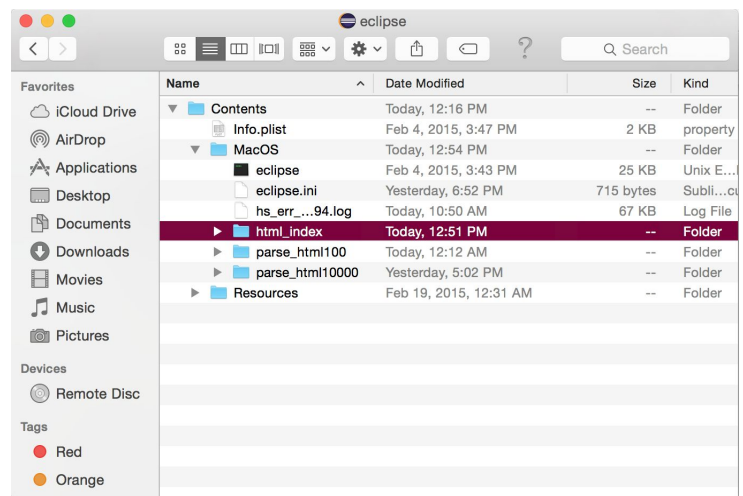 eclipse
?
Search
Favorites
iCloud Drive
AirDrop
Applications
Desktop
Documents
Downloads
Movies
Music
Pictures
Devices
Remote Disc
Tags
Red
Orange
Name Date Modified Size Kind
Contents Today, 12:16 PM -- Folder
Info.plist Feb 4, 2015, 3:47 PM 2 KB property
MacOS Today, 12:54 PM -- Folder
eclipse Feb 4, 2015, 3:43 PM 25 KB Unix E...
eclipse.ini Yesterday, 6:52 PM 715 bytes Subli...cu
hs_err_...94.log Today, 10:50 AM 67 KB Log File
html_index Today, 12:51 PM -- Folder
parse_html100 Today, 12:12 AM -- Folder
parse_html10000 Yesterday, 5:02 PM -- Folder
Resources Feb 19, 2015, 12:31 AM -- Folder